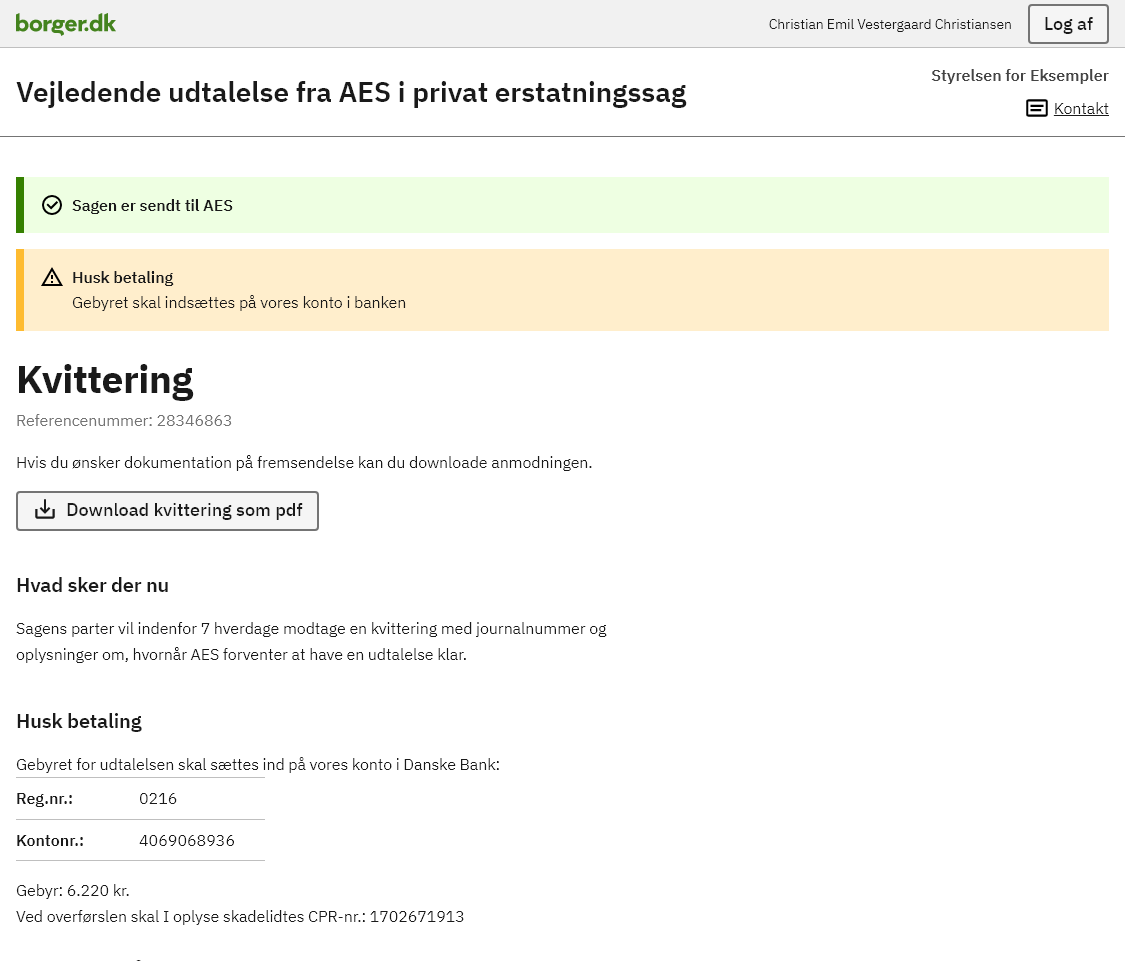 borger.dk
Christian Emil Vestergaard Christiansen
Log af
Vejledende udtalelse fra AES i privat erstatningssag
Styrelsen for Eksempler
Kontakt
Sagen er sendt til AES
Husk betaling
Gebyret skal indsættes på vores konto i banken
Kvittering
Referencenummer: 28346863
Hvis du ønsker dokumentation på fremsendelse kan du downloade anmodningen.
Download kvittering som pdf
Hvad sker der nu
Sagens parter vil indenfor 7 hverdage modtage en kvittering med journalnummer og
oplysninger om, hvornår AES forventer at have en udtalelse klar.
Husk betaling
Gebyret for udtalelsen skal sættes ind på vores konto i Danske Bank:
Reg.nr.: 0216
Kontonr.: 4069068936
Gebyr: 6.220 kr.
Ved overførslen skal I oplyse skadelidtes CPR-nr.: 1702671913